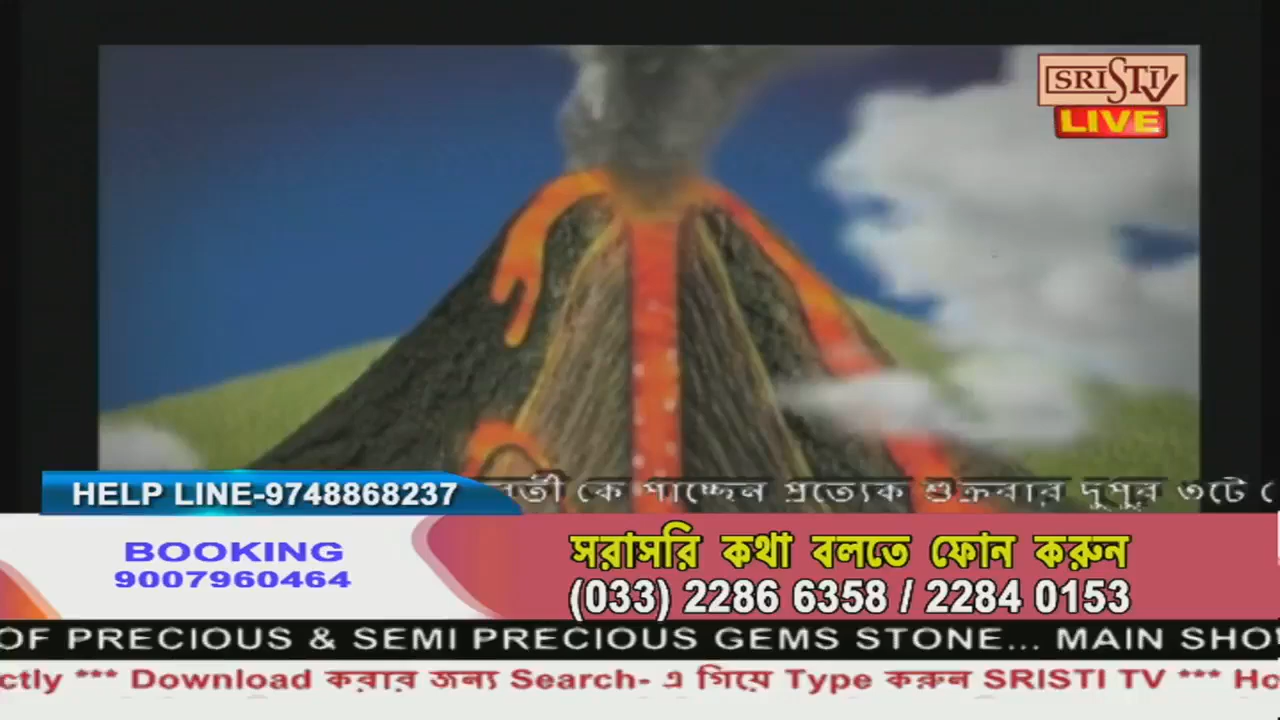 SRISTI TV
LIVE
HELP LINE-9748868237
কে পাচ্ছেন প্রত্যেক শুক্রবার দুপুর ৩টে
BOOKING
9007960464
সরাসরি কথা বলতে ফোন করুন
(033) 2286 6358 / 2284 0153
OF PRECIOUS & SEMI PRECIOUS GEMS STONE... MAIN SHO
ctly *** Download করার জন্য Search- এ গিয়ে Type করুন SRISTI TV *** Ho